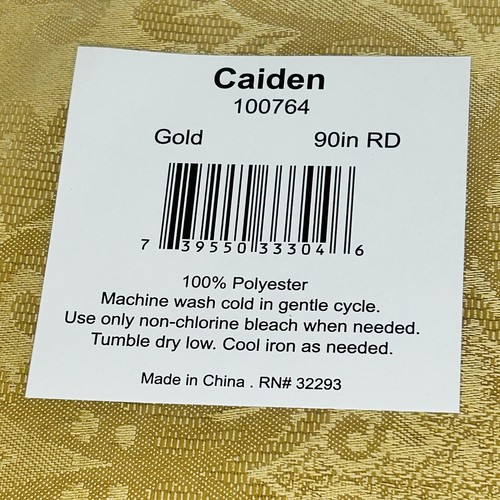 Caiden
100764
Gold 90in RD
7 39550 33304 6
100% Polyester
Machine wash cold in gentle cycle.
Use only non-chlorine bleach when needed.
Tumble dry low. Cool iron as needed.
Made in China . RN# 32293